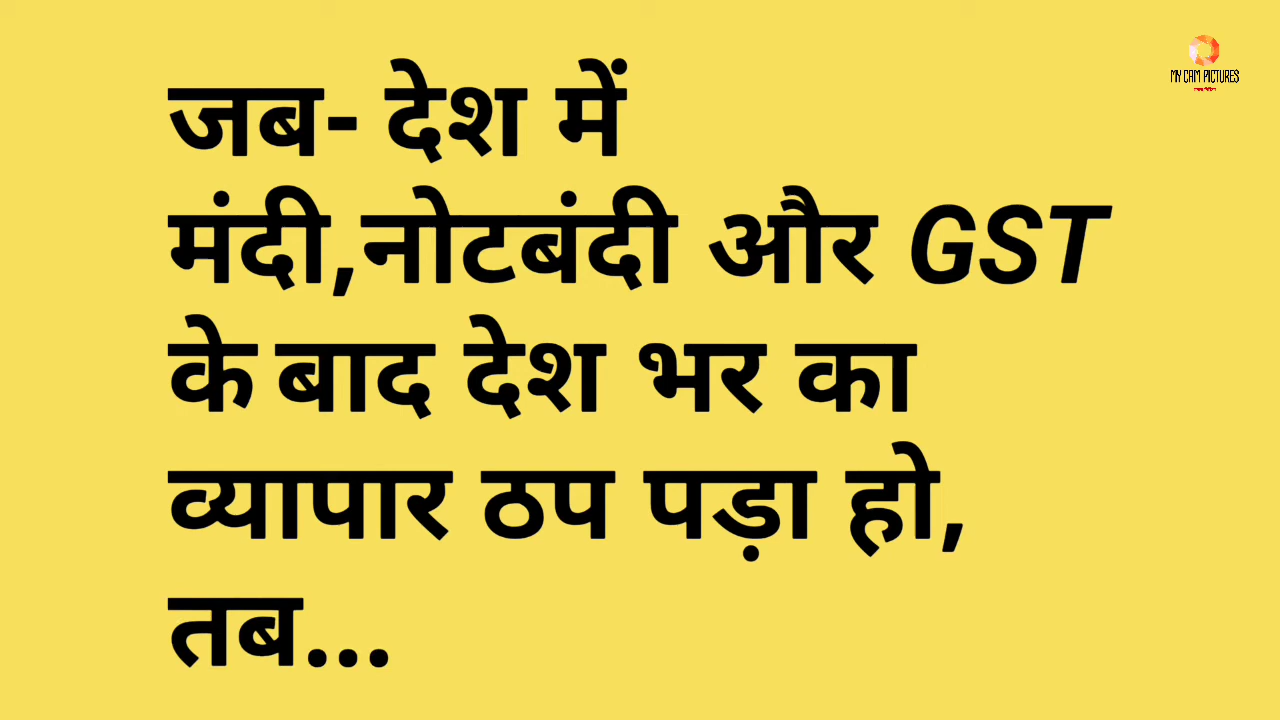 जब- देश में
मंदी,नोटबंदी और GST
के बाद देश भर का
व्यापार ठप पड़ा हो,
तब...
MY CAM PICTURES